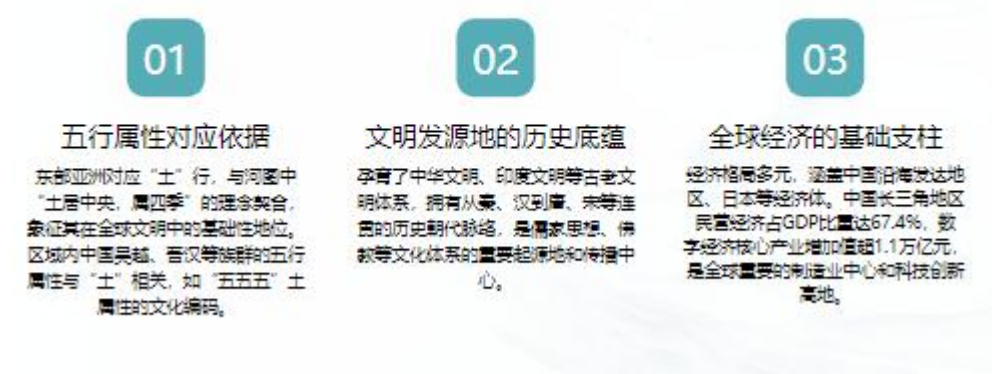 01
五行属性对应依据
东部亚洲对应“土”行，与河图中
“土居中央，属四季”的理念契合，
象征其在全球文明中的基础性地位。
区域内中国吴越、晋汉等族群的五行
属性与“土”相关，如“五五五”土
属性的文化编码。
02
文明发源地的历史底蕴
孕育了中华文明、印度文明等古老文
明体系，拥有从秦、汉到唐、宋等连
贯的历史朝代脉络，是儒家思想、佛
教等文化体系的重要起源地和传播中
心。
03
全球经济的基础支柱
经济格局多元，涵盖中国沿海发达地
区、日本等经济体。中国长三角地区
民营经济占GDP比重达67.4%，数
字经济核心产业增加值超1.1万亿元，
是全球重要的制造业中心和科技创新
高地。